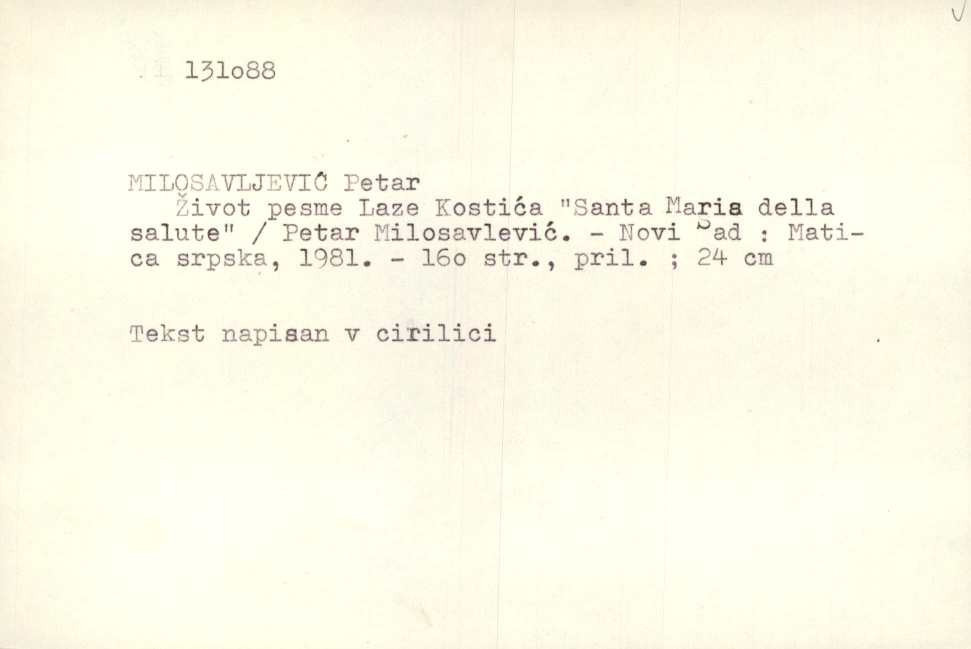 131o88
MILOSAVLJEVIĆ Petar
Život pesme Laze Kostića "Santa Maria della
salute" / Petar Milosavlević. - Novi Sad : Mati-
ca srpska, 1981. - 16o str., pril. ; 24 cm
Tekst napisan v cirilici